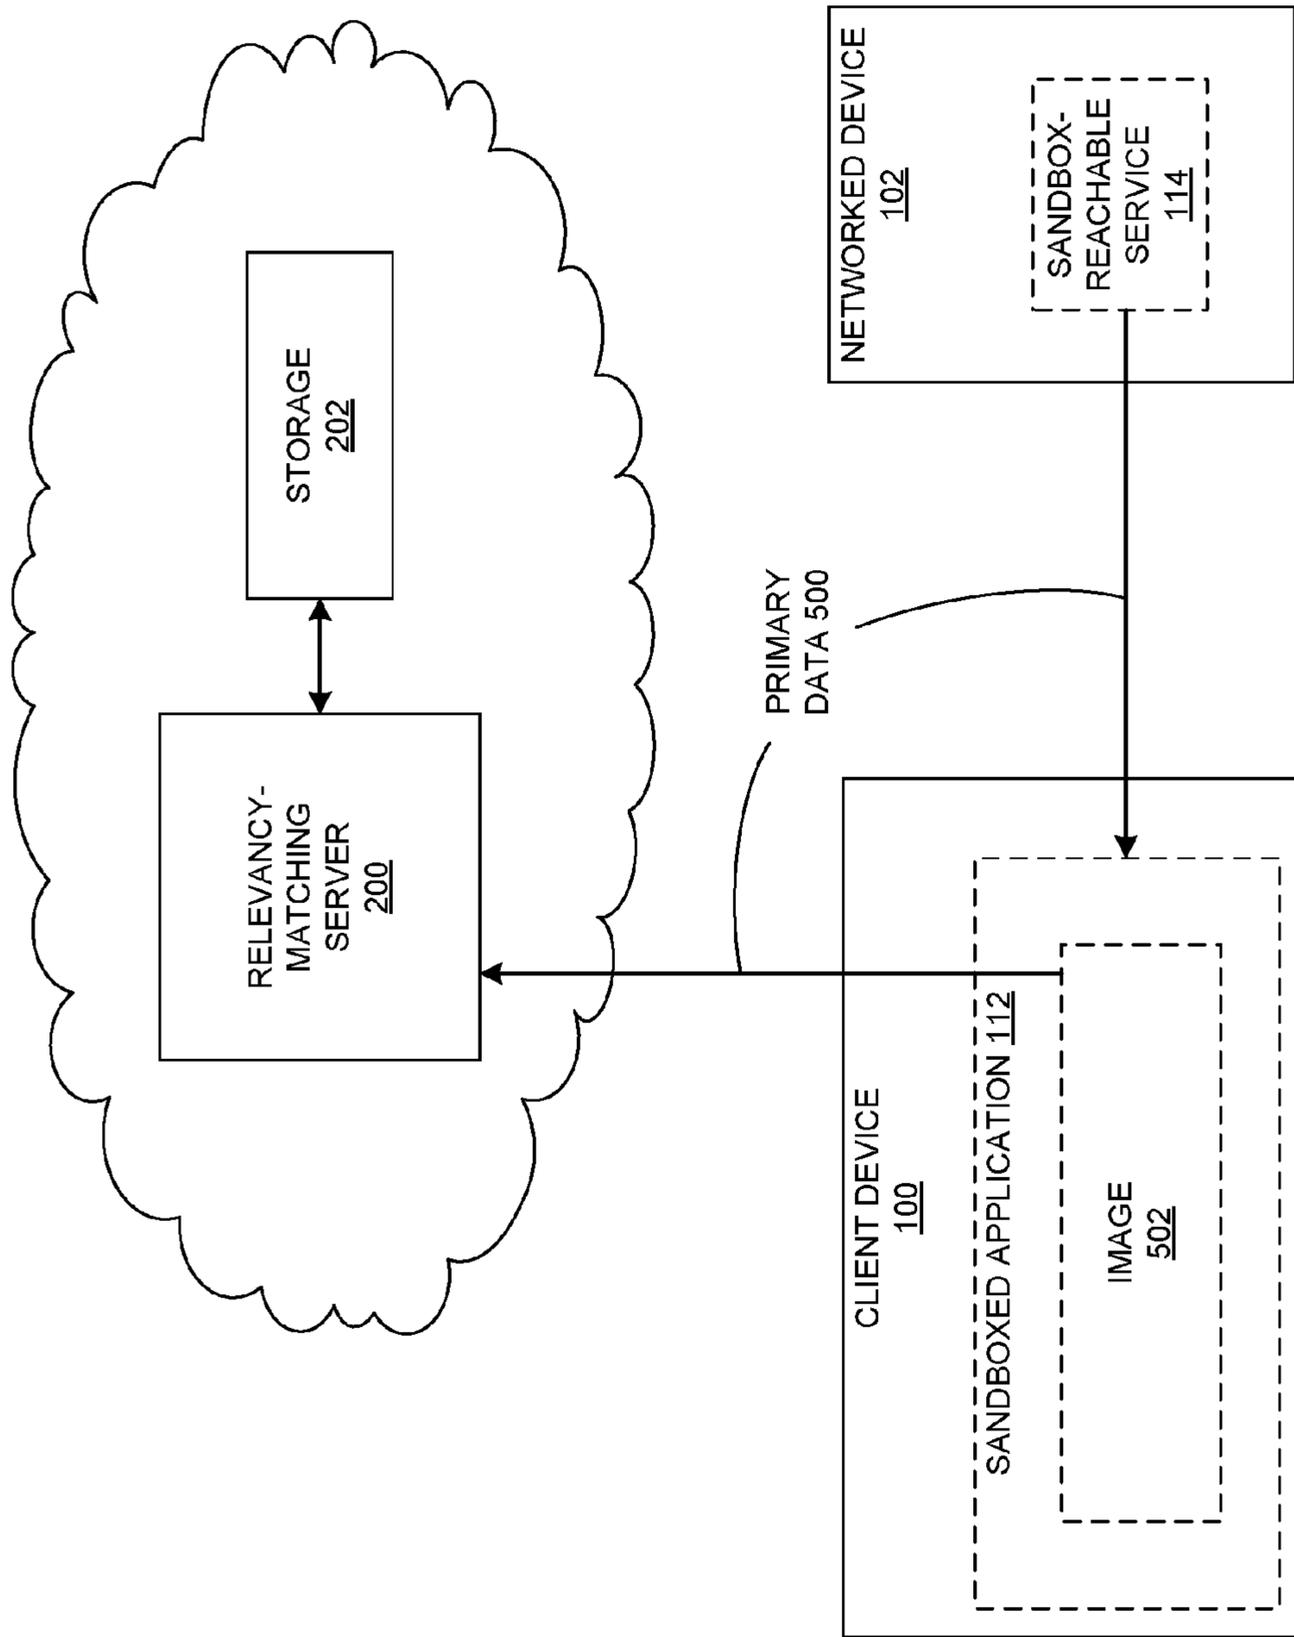 RELEVANCY-
MATCHING
SERVER
200
STORAGE
202
PRIMARY
DATA 500
CLIENT DEVICE
100
SANDBOXED APPLICATION 112
IMAGE
502
NETWORKED DEVICE
102
SANDBOX-
REACHABLE
SERVICE
114